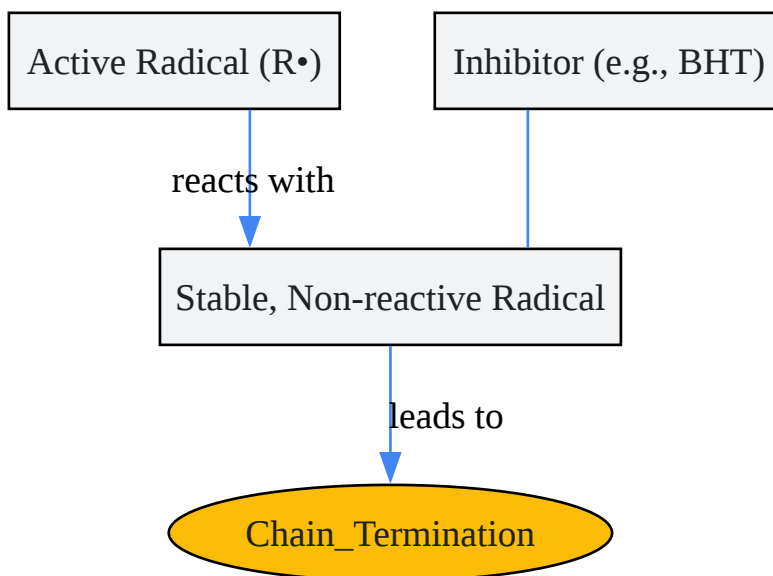 Active Radical (R•)
Inhibitor (e.g., BHT)
reacts with
Stable, Non-reactive Radical
leads to
Chain_Termination